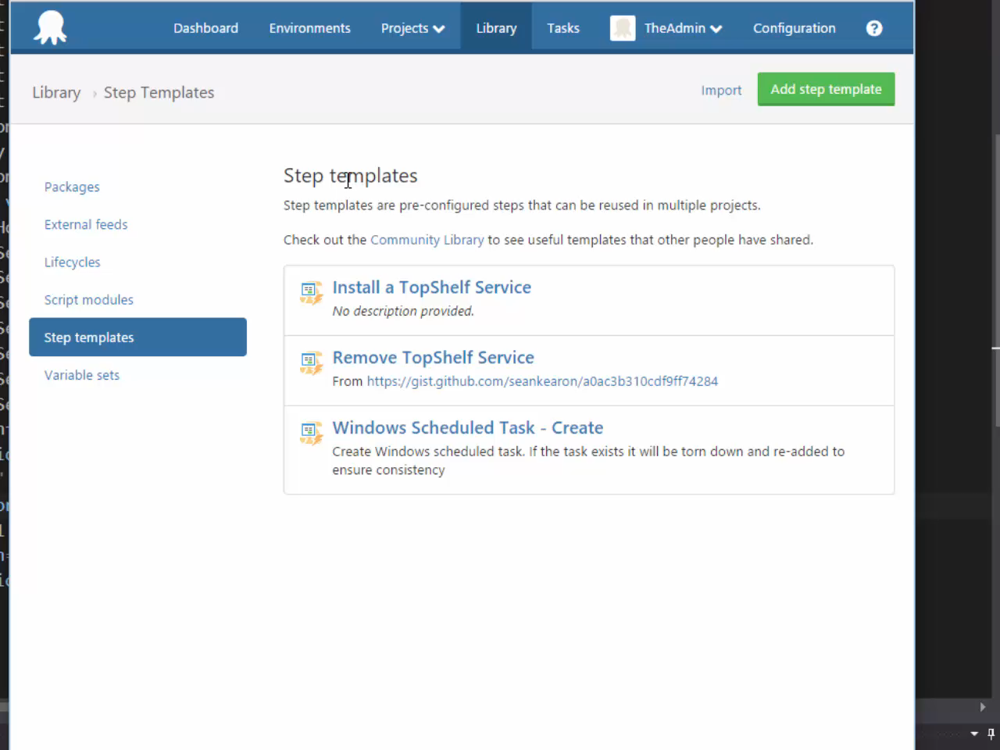 Dashboard Environments Projects Library Tasks TheAdmin Configuration ?
Library › Step Templates Import Add step template
Step templates
Step templates are pre-configured steps that can be reused in multiple projects.
Check out the Community Library to see useful templates that other people have shared.
Packages
External feeds
Lifecycles
Script modules
Step templates
Variable sets
Install a TopShelf Service
No description provided.
Remove TopShelf Service
From https://gist.github.com/seankearon/a0ac3b310cdf9ff74284
Windows Scheduled Task - Create
Create Windows scheduled task. If the task exists it will be torn down and re-added to
ensure consistency